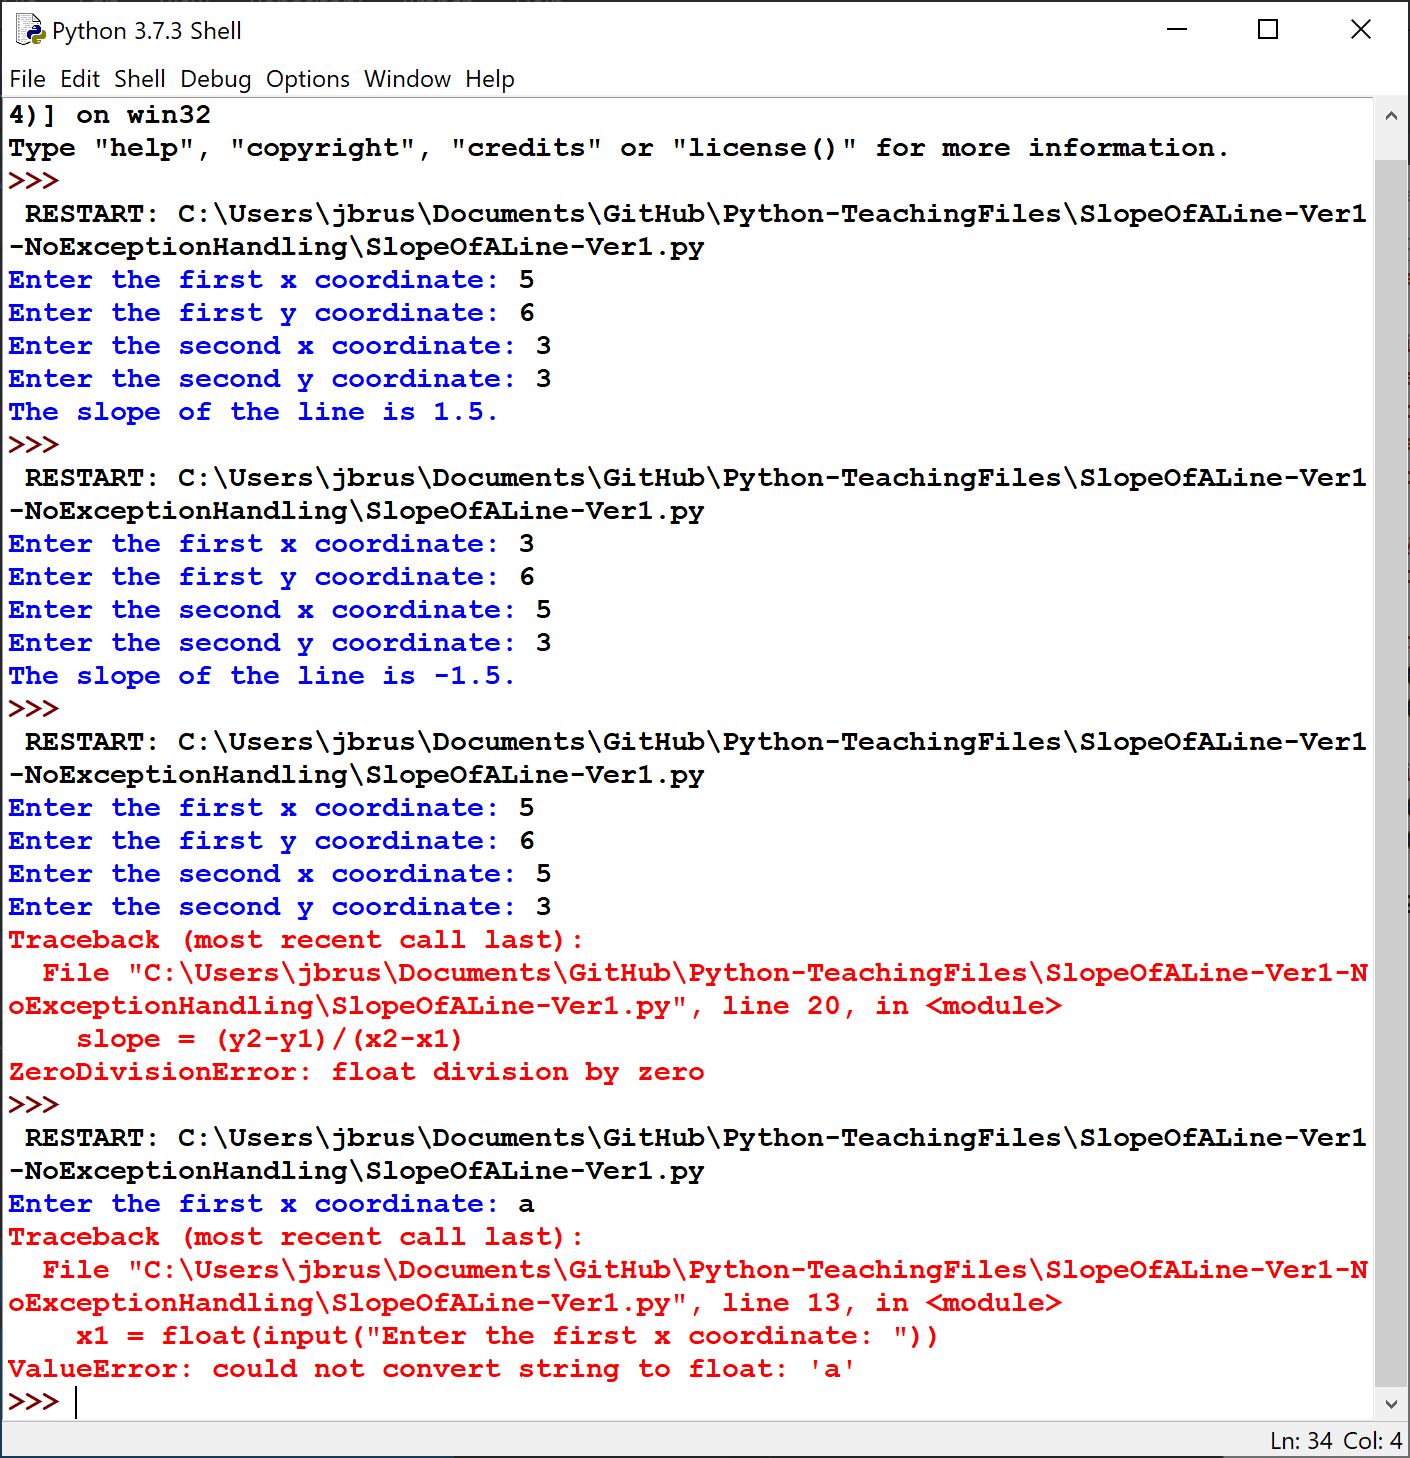 Python 3.7.3 Shell
File Edit Shell Debug Options Window Help
4)] on win32
Type "help", "copyright", "credits" or "license()" for more information.
>>>
 RESTART: C:\Users\jbrus\Documents\GitHub\Python-TeachingFiles\SlopeOfALine-Ver1
-NoExceptionHandling\SlopeOfALine-Ver1.py
Enter the first x coordinate: 5
Enter the first y coordinate: 6
Enter the second x coordinate: 3
Enter the second y coordinate: 3
The slope of the line is 1.5.
>>>
 RESTART: C:\Users\jbrus\Documents\GitHub\Python-TeachingFiles\SlopeOfALine-Ver1
-NoExceptionHandling\SlopeOfALine-Ver1.py
Enter the first x coordinate: 3
Enter the first y coordinate: 6
Enter the second x coordinate: 5
Enter the second y coordinate: 3
The slope of the line is -1.5.
>>>
 RESTART: C:\Users\jbrus\Documents\GitHub\Python-TeachingFiles\SlopeOfALine-Ver1
-NoExceptionHandling\SlopeOfALine-Ver1.py
Enter the first x coordinate: 5
Enter the first y coordinate: 6
Enter the second x coordinate: 5
Enter the second y coordinate: 3
Traceback (most recent call last):
  File "C:\Users\jbrus\Documents\GitHub\Python-TeachingFiles\SlopeOfALine-Ver1-N
oExceptionHandling\SlopeOfALine-Ver1.py", line 20, in <module>
    slope = (y2-y1)/(x2-x1)
ZeroDivisionError: float division by zero
>>>
 RESTART: C:\Users\jbrus\Documents\GitHub\Python-TeachingFiles\SlopeOfALine-Ver1
-NoExceptionHandling\SlopeOfALine-Ver1.py
Enter the first x coordinate: a
Traceback (most recent call last):
  File "C:\Users\jbrus\Documents\GitHub\Python-TeachingFiles\SlopeOfALine-Ver1-N
oExceptionHandling\SlopeOfALine-Ver1.py", line 13, in <module>
    x1 = float(input("Enter the first x coordinate: "))
ValueError: could not convert string to float: 'a'
>>>
Ln: 34 Col: 4